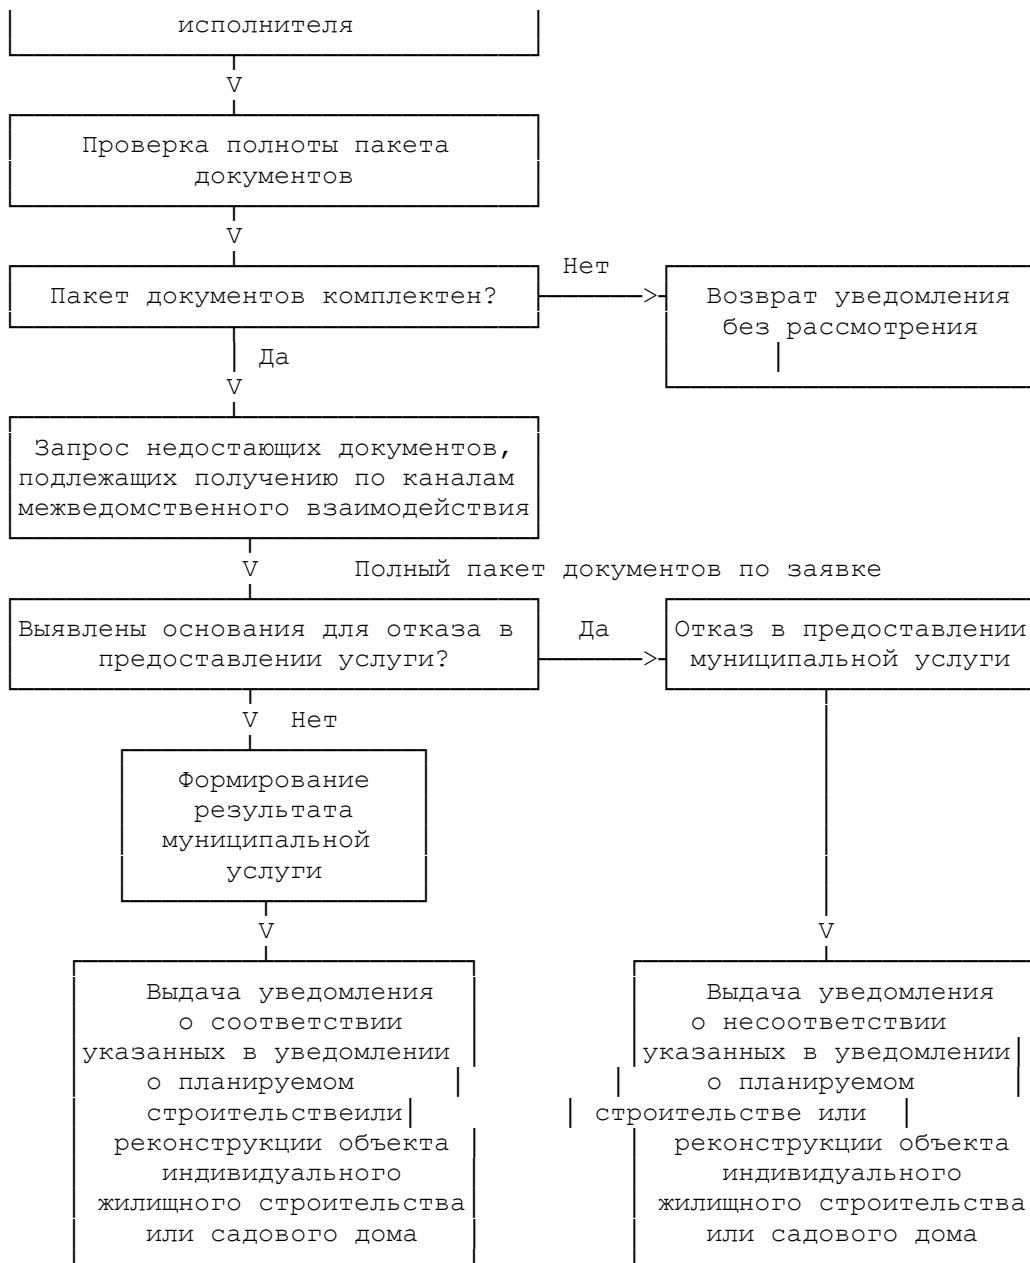 исполнителя
V
Проверка полноты пакета
документов
V
Нет
Пакет документов комплектен?
>
Возврат уведомления
без рассмотрения
Да
V
Запрос недостающих документов,
подлежащих получению по каналам
межведомственного взаимодействия
V Полный пакет документов по заявке
Выявлены основания для отказа в
предоставлении услуги?
Да
>
Отказ в предоставлении
муниципальной услуги
V Нет
Формирование
результата
муниципальной
услуги
V
V
Выдача уведомления
о соответствии
указанных в уведомлении
о планируемом
строительствеили
реконструкции объекта
индивидуального
жилищного строительства
или садового дома
Выдача уведомления
о несоответствии
указанных в уведомлении
о планируемом
строительстве или
реконструкции объекта
индивидуального
жилищного строительства
или садового дома